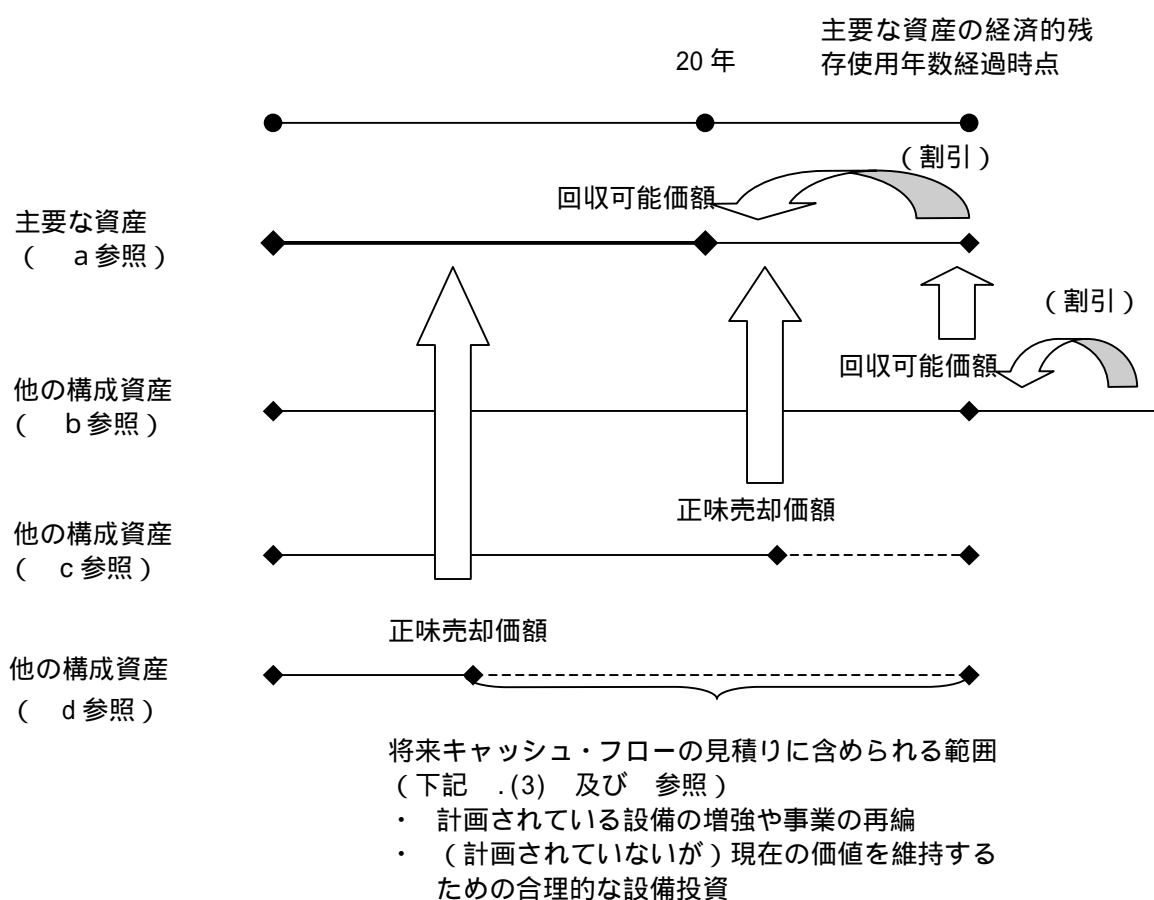 主要な資産の経済的残
20 年
存使用年数経過時点
（割引）
回収可能価額
主要な資産
（　a 参照）
（割引）
回収可能価額
他の構成資産
（　b 参照）
正味売却価額
他の構成資産
（　c 参照）
正味売却価額
他の構成資産
（　d 参照）
将来キャッシュ・フローの見積りに含められる範囲
（下記　.(3)　及び　参照）
・　計画されている設備の増強や事業の再編
・　（計画されていないが）現在の価値を維持する
ための合理的な設備投資